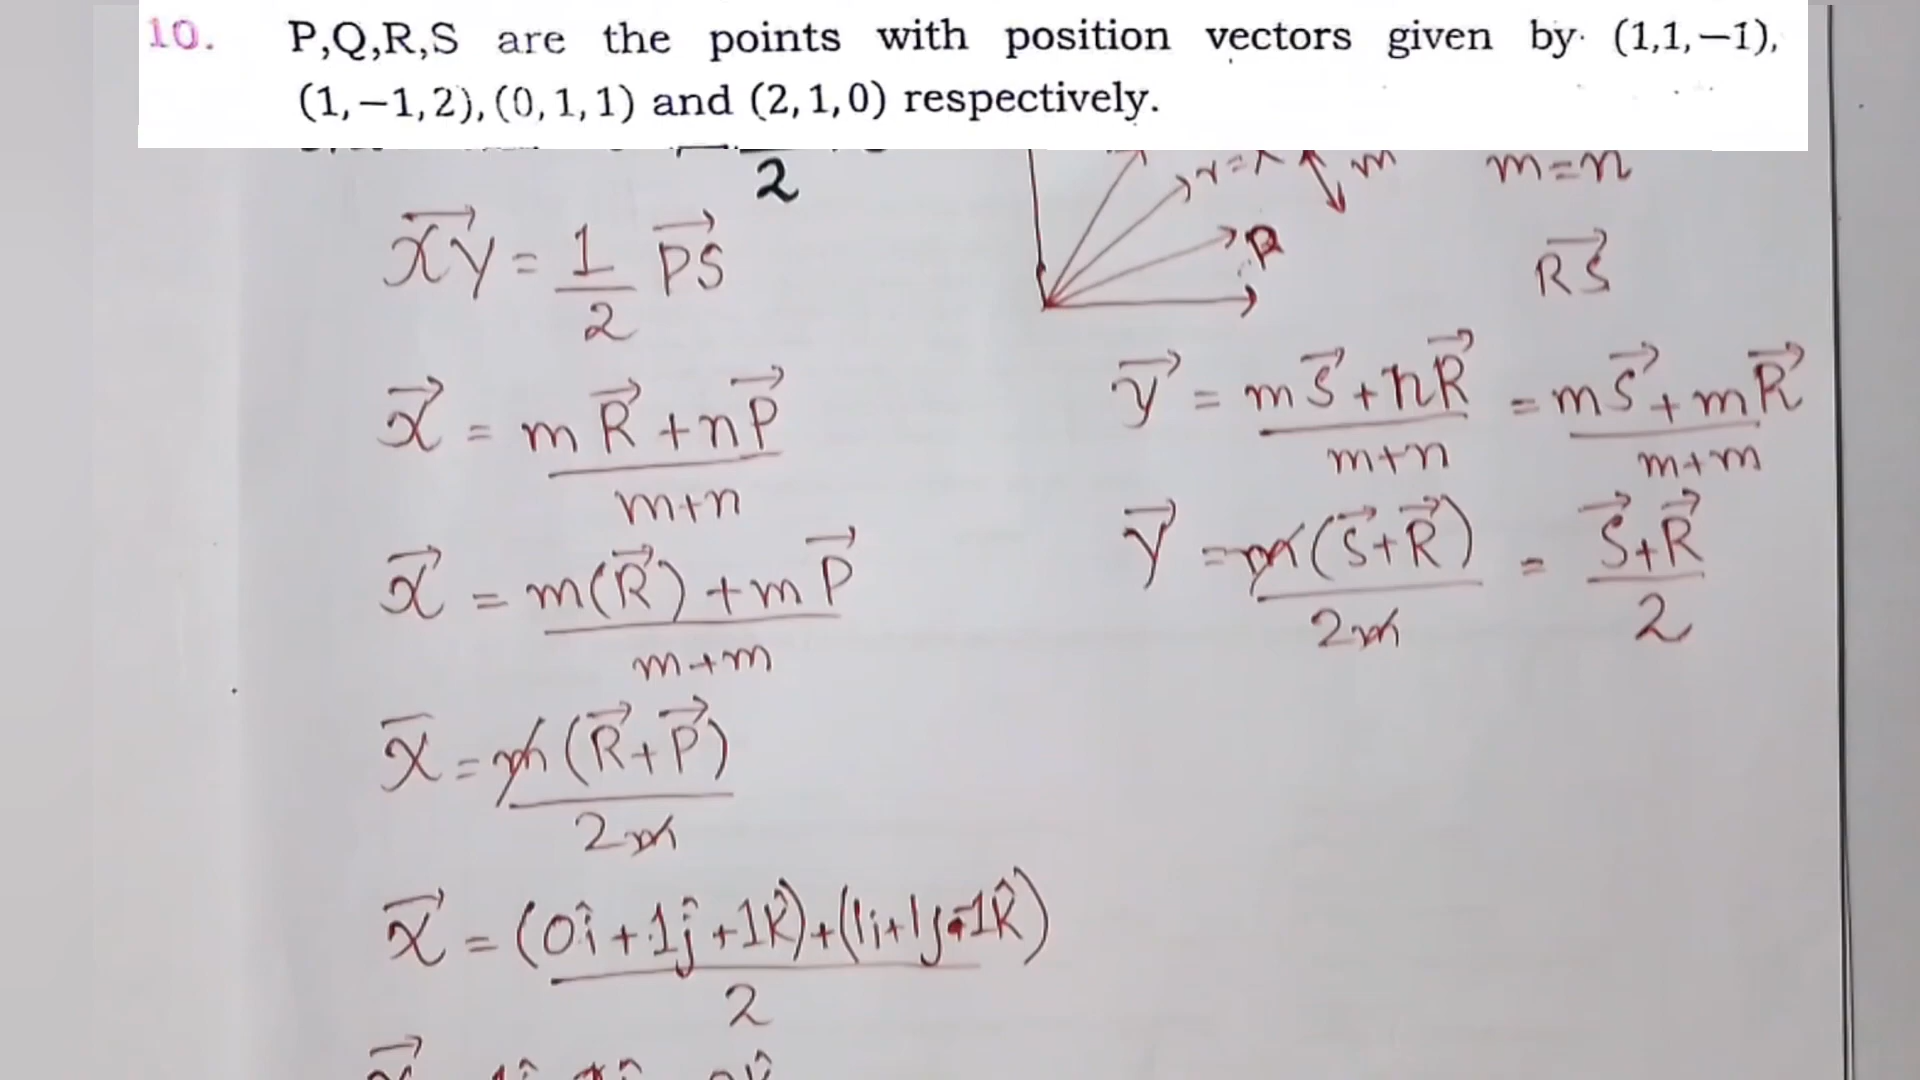 10. P,Q,R,S are the points with position vectors given by (1,1,−1),
(1,−1,2),(0,1,1) and (2,1,0) respectively.
2
m m=n
XY→ = 1/2 PS→
P
RS→
x→ = (mR→ + nP→)/(m+n)
y→ = (mS→ + nR→)/(m+n) = (mS→ + mR→)/(m+m)
x→ = (m(R→) + mP→)/(m+m)
y→ = m(S→ + R→)/2m = (S→ + R→)/2
x̄ = m(R→ + P→)/2m
x→ = ((0î + 1ĵ + 1k̂) + (1i + 1j - 1k̂))/2